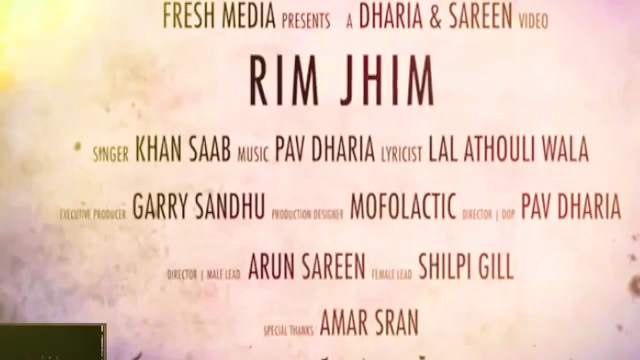 FRESH MEDIA PRESENTS A DHARIA & SAREEN VIDEO
RIM JHIM
SINGER KHAN SAAB MUSIC PAV DHARIA LYRICIST LAL ATHOULI WALA
EXECUTIVE PRODUCER GARRY SANDHU PRODUCTION DESIGNER MOFOLACTIC DIRECTOR | DOP PAV DHARIA
DIRECTOR | MALE LEAD ARUN SAREEN FEMALE LEAD SHILPI GILL
SPECIAL THANKS AMAR SRAN